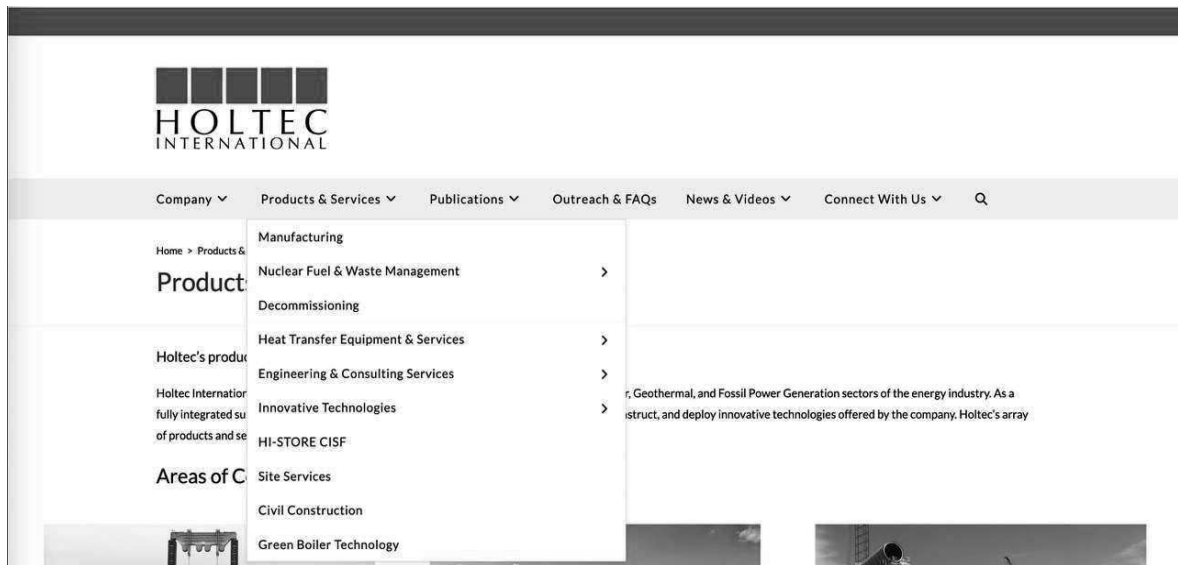 HOLTEC
INTERNATIONAL
Company Products & Services Publications Outreach & FAQs News & Videos Connect With Us
Home > Products &
Product
Manufacturing
Nuclear Fuel & Waste Management
Decommissioning
Heat Transfer Equipment & Services
Engineering & Consulting Services
Innovative Technologies
HI-STORE CISF
Site Services
Civil Construction
Green Boiler Technology
Holtec's produ
Holtec Internation r, Geothermal, and Fossil Power Generation sectors of the energy industry. As a
fully integrated su struct, and deploy innovative technologies offered by the company. Holtec's array
of products and se
Areas of C